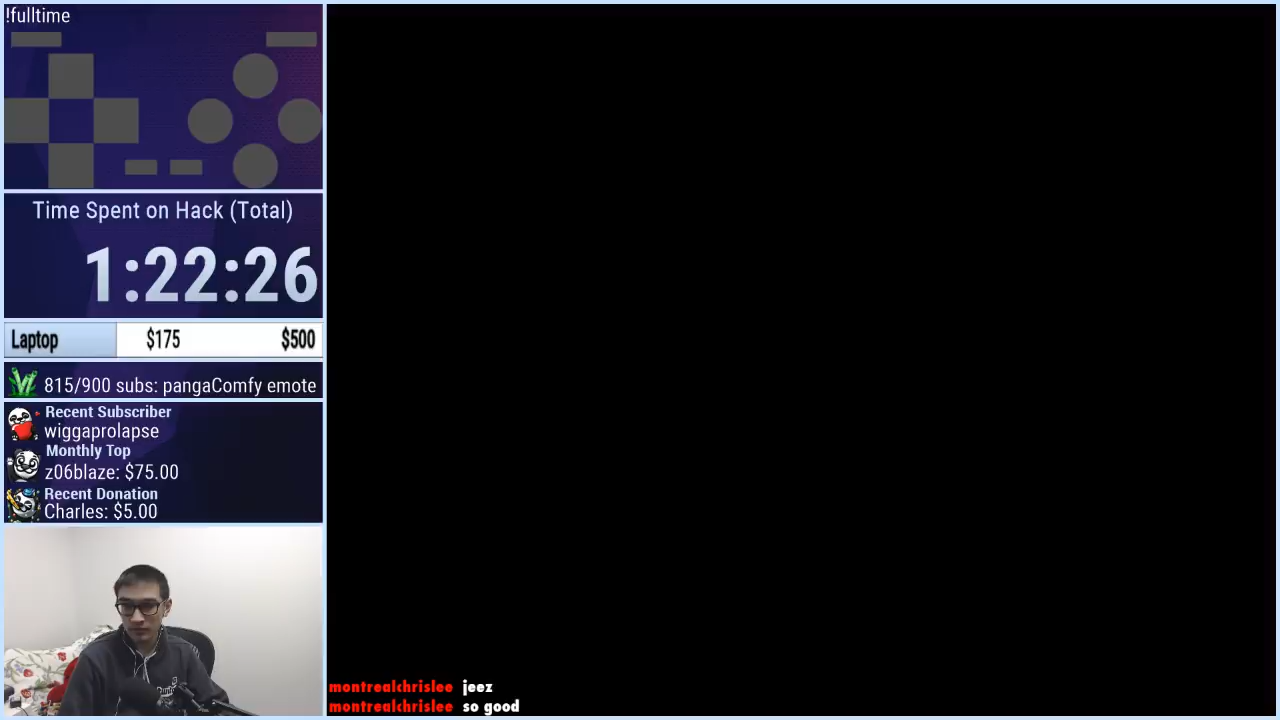 !fulltime
Time Spent on Hack (Total)
1:22:26
Laptop $175 $500
815/900 subs: pangaComfy emote
Recent Subscriber
wiggaprolapse
Monthly Top
z06blaze: $75.00
Recent Donation
Charles: $5.00
montrealchrislee jeez
montrealchrislee so good